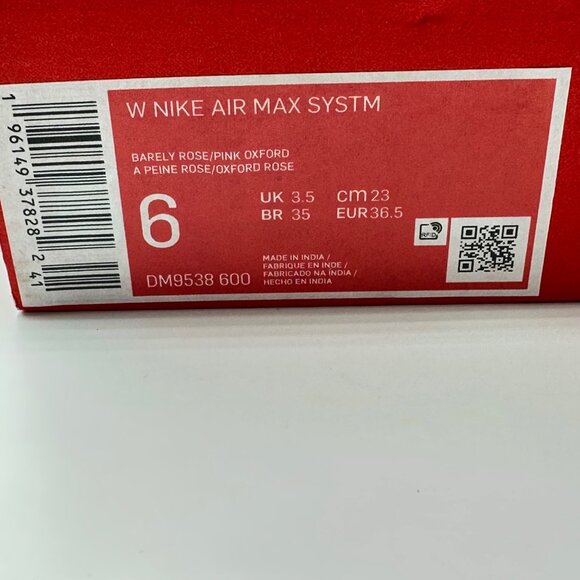 W NIKE AIR MAX SYSTM
BARELY ROSE/PINK OXFORD
A PEINE ROSE/OXFORD ROSE
6
UK 3.5 cm 23
BR 35 EUR 36.5
DM9538 600
MADE IN INDIA /
FABRIQUE EN INDE /
FABRICADO NA ÍNDIA /
HECHO EN INDIA
RFID
1 96149 37828 2 41